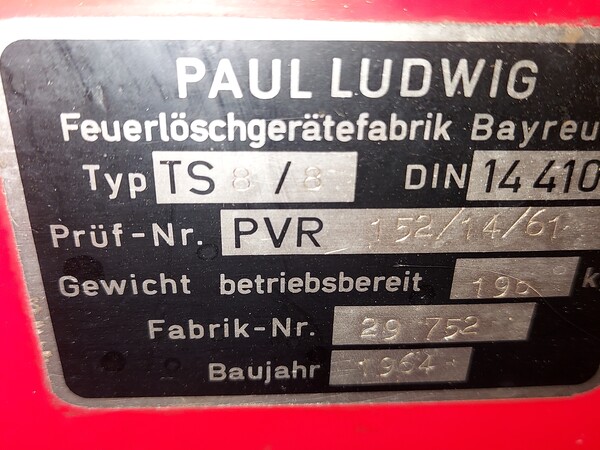 PAUL LUDWIG
Feuerlöschgerätefabrik Bayreu
Typ TS 8 / 8 DIN 14 410
Prüf-Nr. PVR 152/14/61
Gewicht betriebsbereit k
Fabrik-Nr. 29 752
Baujahr 1964